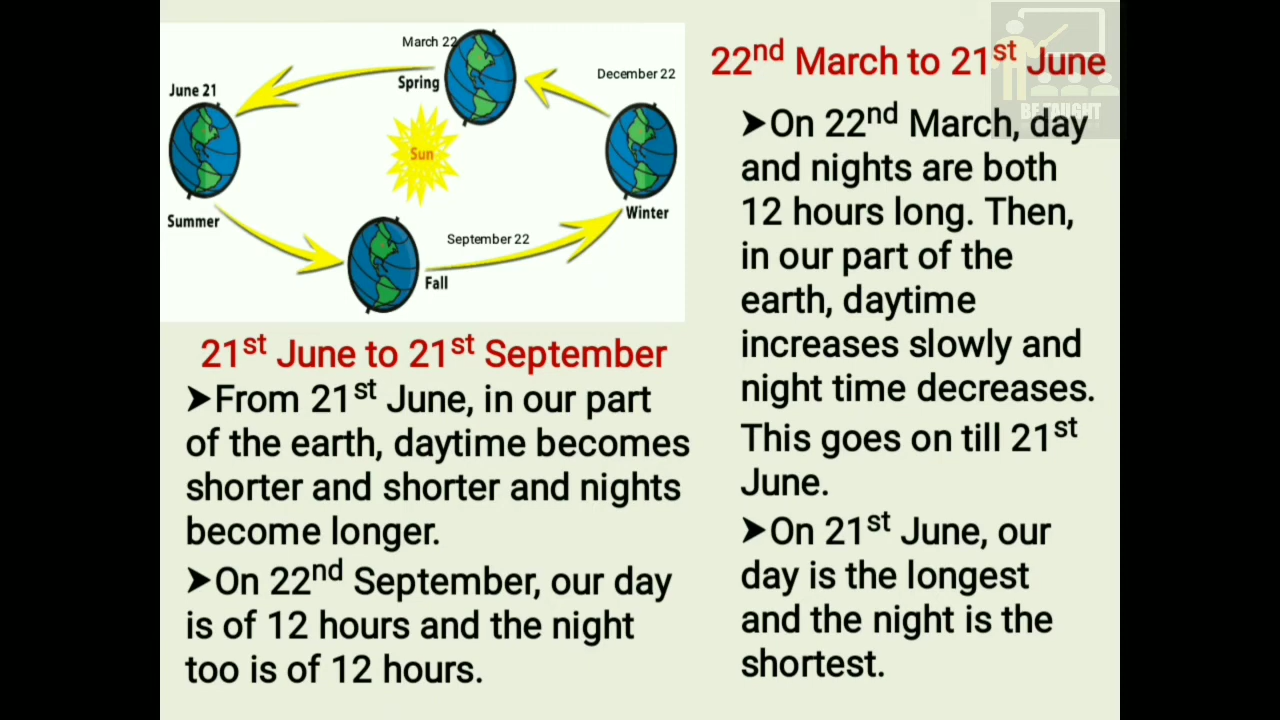 March 22
December 22
June 21
Spring
Sun
Summer
Winter
September 22
Fall
21st June to 21st September
➤From 21st June, in our part
of the earth, daytime becomes
shorter and shorter and nights
become longer.
➤On 22nd September, our day
is of 12 hours and the night
too is of 12 hours.
22nd March to 21st June
BE TAUGHT
➤On 22nd March, day
and nights are both
12 hours long. Then,
in our part of the
earth, daytime
increases slowly and
night time decreases.
This goes on till 21st
June.
➤On 21st June, our
day is the longest
and the night is the
shortest.